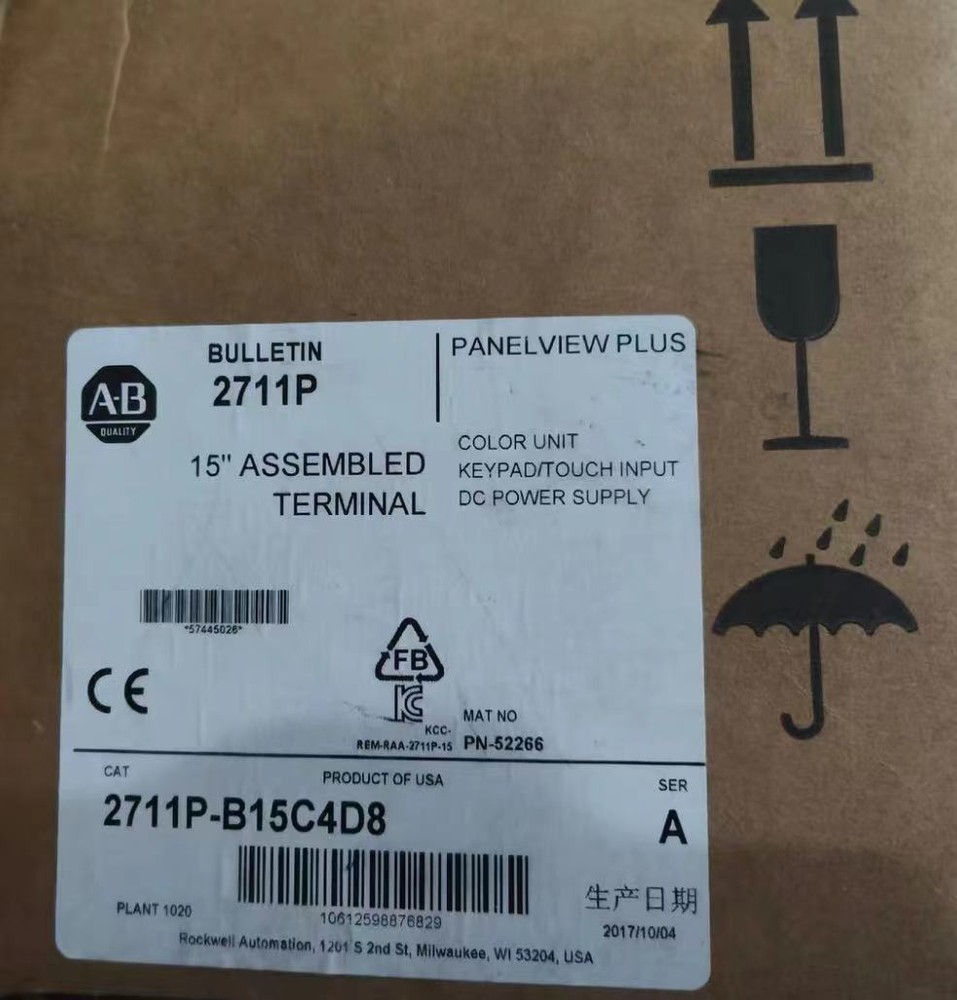 BULLETIN
2711P
PANELVIEW PLUS
A-B
QUALITY
15" ASSEMBLED
TERMINAL
COLOR UNIT
KEYPAD/TOUCH INPUT
DC POWER SUPPLY
*57445026*
CE
FB
KC
KCC-
REM-RAA-2711P-15
MAT NO
PN-52266
CAT
PRODUCT OF USA
SER
2711P-B15C4D8
A
PLANT 1020
10612598876829
生产日期
2017/10/04
Rockwell Automation, 1201 S 2nd St, Milwaukee, WI 53204, USA